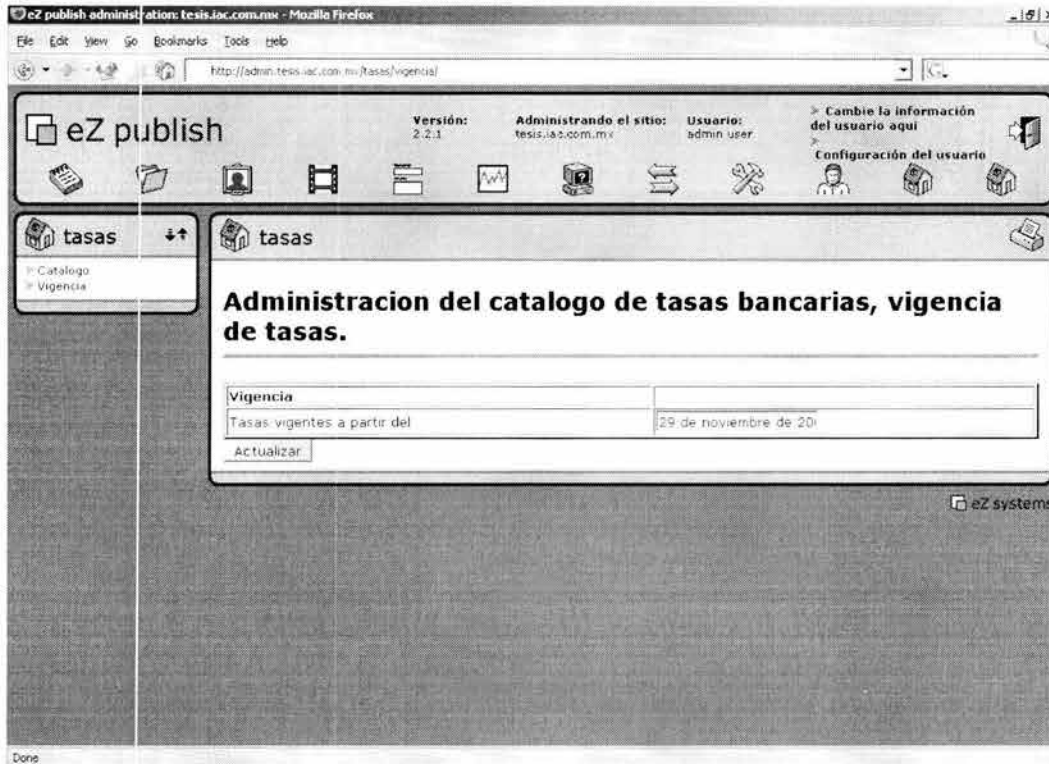 eZ publish administration: tesis.iac.com.mx - Mozilla Firefox
File Edit View Go Bookmarks Tools Help
http://admin.tesis.iac.com.mx/tasas/vigencia/
eZ publish
Versión:
2.2.1
Administrando el sitio:
tesis.iac.com.mx
Usuario:
admin user
Cambie la información
del usuario aqui
Configuración del usuario
tasas
Catalogo
Vigencia
tasas
Administracion del catalogo de tasas bancarias, vigencia
de tasas.
Vigencia
Tasas vigentes a partir del
29 de noviembre de 20
Actualizar
eZ systems
Done